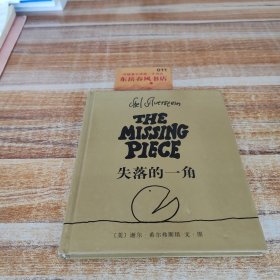 东居春风书店
Shel Silverstein
THE
MISSING
PIECE
失落的一角
〔美〕谢尔·希尔弗斯坦 文/图